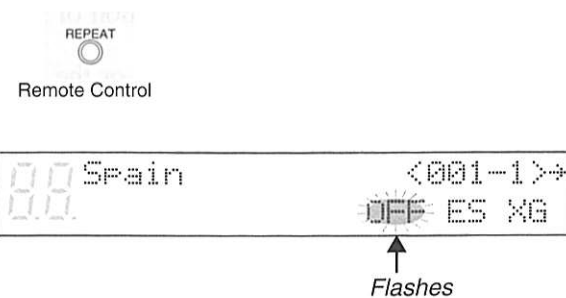 REPEAT
Remote Control
Spain <001-1>→
OFF ES XG
Flashes